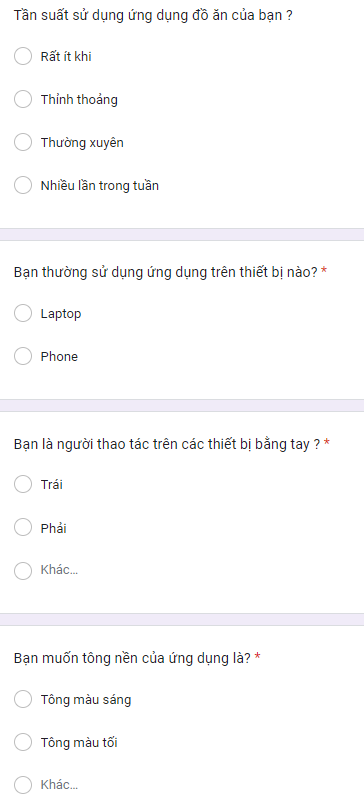 Tần suất sử dụng ứng dụng đồ ăn của bạn ?
Rất ít khi
Thỉnh thoảng
Thường xuyên
Nhiều lần trong tuần
Bạn thường sử dụng ứng dụng trên thiết bị nào? *
Laptop
Phone
Bạn là người thao tác trên các thiết bị bằng tay ? *
Trái
Phải
Khác...
Bạn muốn tông nền của ứng dụng là? *
Tông màu sáng
Tông màu tối
Khác...